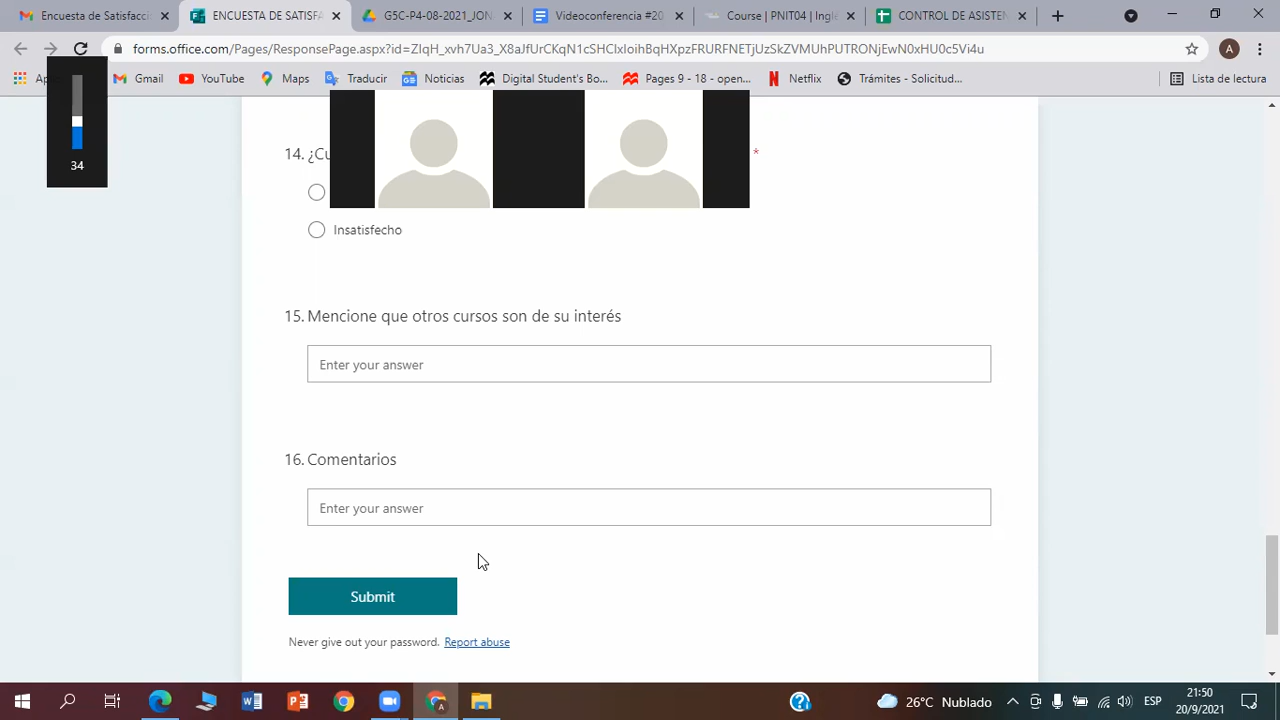 Encuesta de Satisfacci
ENCUESTA DE SATISFA
G5C-P4-08-2021_JON
Videoconferencia #20
Course | PNIT04 | Ingl
CONTROL DE ASISTEN
forms.office.com/Pages/ResponsePage.aspx?id=ZIqH_xvh7Ua3_X8aJfUrCKqN1cSHClxIoihBqHXpzFRURFNETjUzSkZVMUhPUTRONjEwN0xHU0c5Vi4u
A
Gmail
YouTube
Maps
Traducir
Noticias
Digital Student's Bo...
Pages 9 - 18 - open...
Netflix
Trámites - Solicitud...
Lista de lectura
34
14. ¿Cu
*
Insatisfecho
15. Mencione que otros cursos son de su interés
Enter your answer
16. Comentarios
Enter your answer
Submit
Never give out your password. Report abuse
26°C Nublado
ESP
21:50
20/9/2021